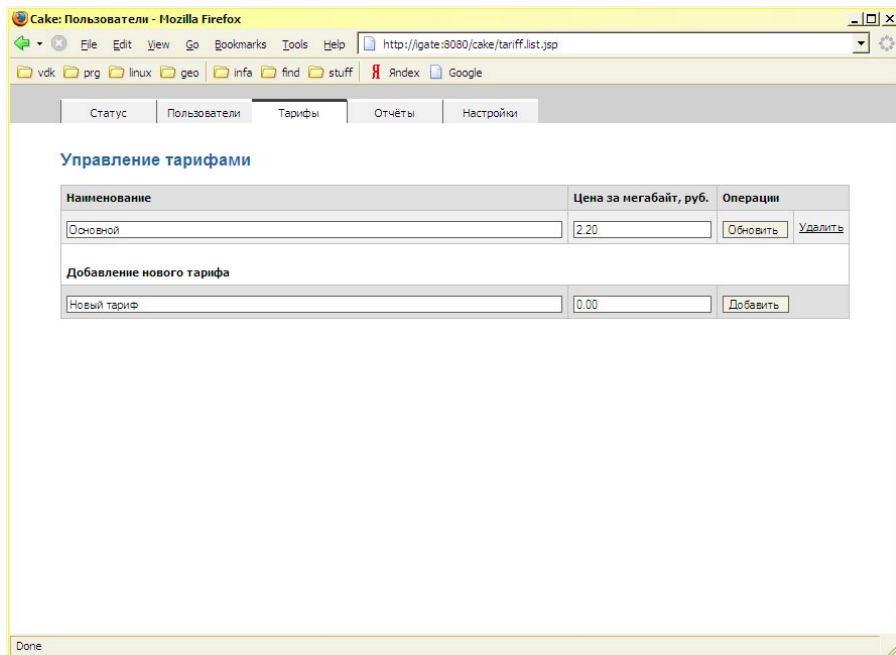 Cake: Пользователи - Mozilla Firefox
File Edit View Go Bookmarks Tools Help http://igate:8080/cake/tariff.list.jsp
vdk prg linux geo infa find stuff Я Яndex Google
Статус Пользователи Тарифы Отчёты Настройки
Управление тарифами
Наименование Цена за мегабайт, руб. Операции
Основной 2.20 Обновить Удалить
Добавление нового тарифа
Новый тариф 0.00 Добавить
Done